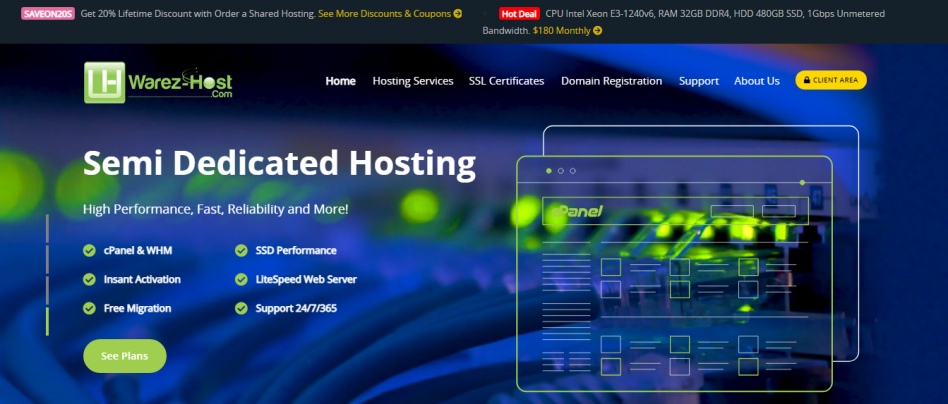 SAVEON20S Get 20% Lifetime Discount with Order a Shared Hosting. See More Discounts & Coupons
Hot Deal CPU Intel Xeon E3-1240v6, RAM 32GB DDR4, HDD 480GB SSD, 1Gbps Unmetered
Bandwidth. $180 Monthly
LH Warez-Host
.Com
Home Hosting Services SSL Certificates Domain Registration Support About Us CLIENT AREA
Semi Dedicated Hosting
High Performance, Fast, Reliability and More!
cPanel & WHM
SSD Performance
Insant Activation
LiteSpeed Web Server
Free Migration
Support 24/7/365
See Plans
cPanel